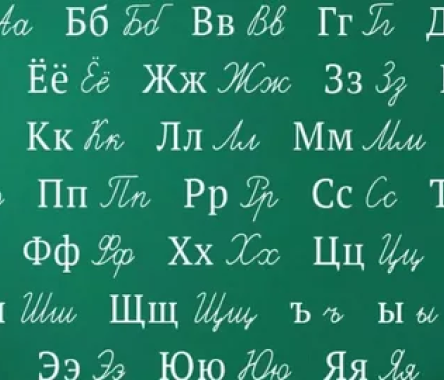 Аа Бб Бб Вв Вв Гг Гг
Ёё Ёё Жж Жж Зз Зз
Кк Кк Лл Лл Мм Мм
Пп Пп Рр Рр Сс Сс Т
Фф Фф Хх Хх Цц Цц
Шш Щщ Щщ ъ ъ ы ы
Ээ Ээ Юю Юю Яя Яя